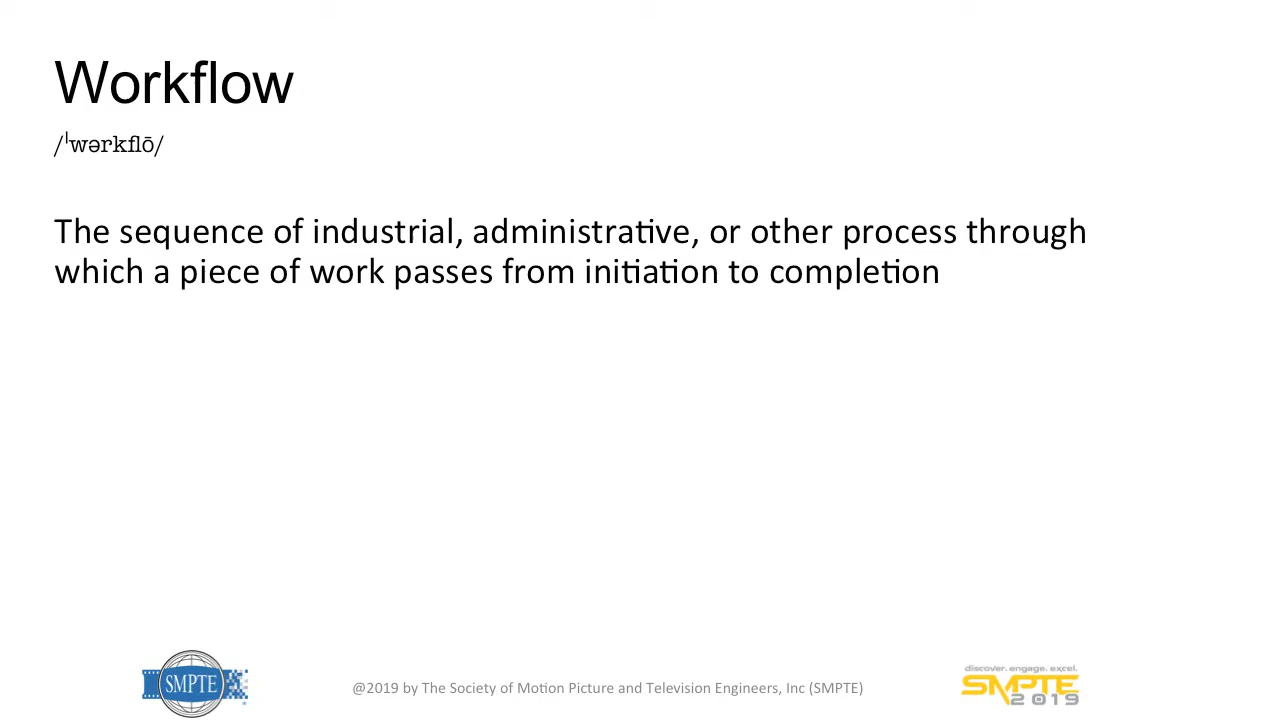 Workflow
/ˈwərkflō/
The sequence of industrial, administrative, or other process through
which a piece of work passes from initiation to completion
SMPTE
@2019 by The Society of Motion Picture and Television Engineers, Inc (SMPTE)
discover. engage. excel.
SMPTE
2019